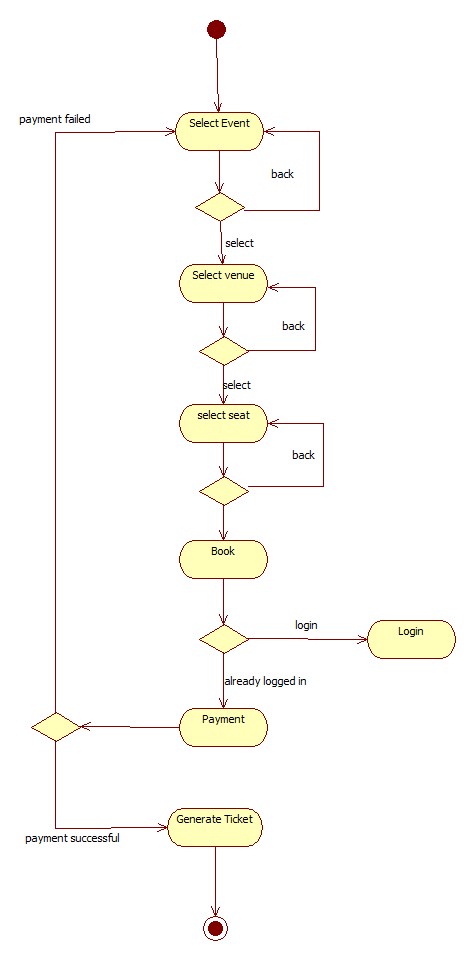 payment failed
Select Event
back
select
Select venue
back
select
select seat
back
Book
login
Login
already logged in
Payment
Generate Ticket
payment successful